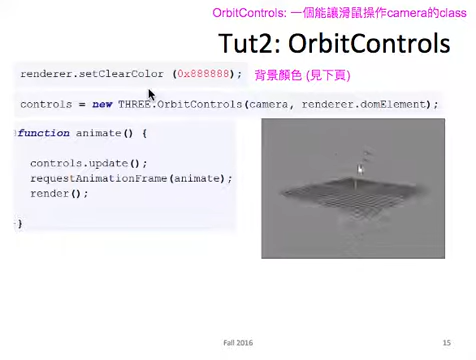 OrbitControls: 一個能讓滑鼠操作camera的class
Tut2: OrbitControls
renderer.setClearColor (0x888888); 背景顏色 (見下頁)
controls = new THREE.OrbitControls(camera, renderer.domElement);
function animate() {
controls.update();
requestAnimationFrame(animate);
render();
}
Fall 2016
15